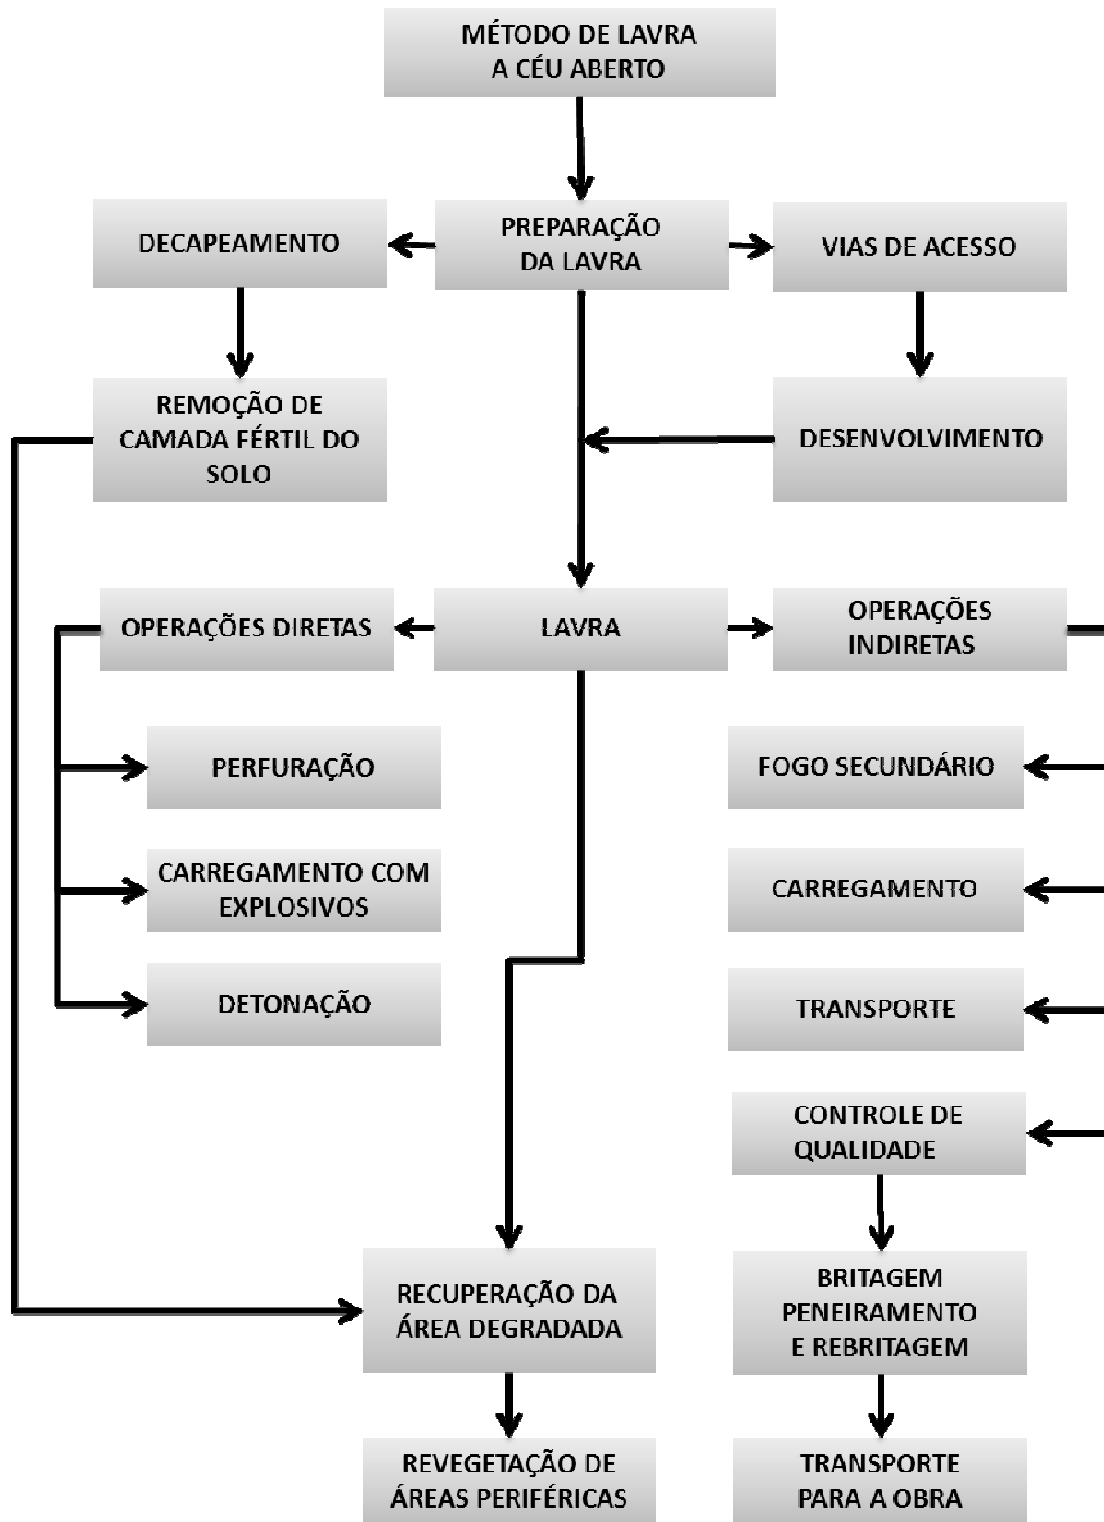 MÉTODO DE LAVRA
A CÉU ABERTO
DECAPEAMENTO
PREPARAÇÃO
DA LAVRA
VIAS DE ACESSO
REMOÇÃO DE
CAMADA FÉRTIL DO
SOLO
DESENVOLVIMENTO
OPERAÇÕES DIRETAS
LAVRA
OPERAÇÕES
INDIRETAS
PERFURAÇÃO
FOGO SECUNDÁRIO
CARREGAMENTO COM
EXPLOSIVOS
CARREGAMENTO
DETONAÇÃO
TRANSPORTE
CONTROLE DE
QUALIDADE
RECUPERAÇÃO DA
ÁREA DEGRADADA
BRITAGEM
PENEIRAMENTO
E REBRITAGEM
REVEGETAÇÃO DE
ÁREAS PERIFÉRICAS
TRANSPORTE
PARA A OBRA